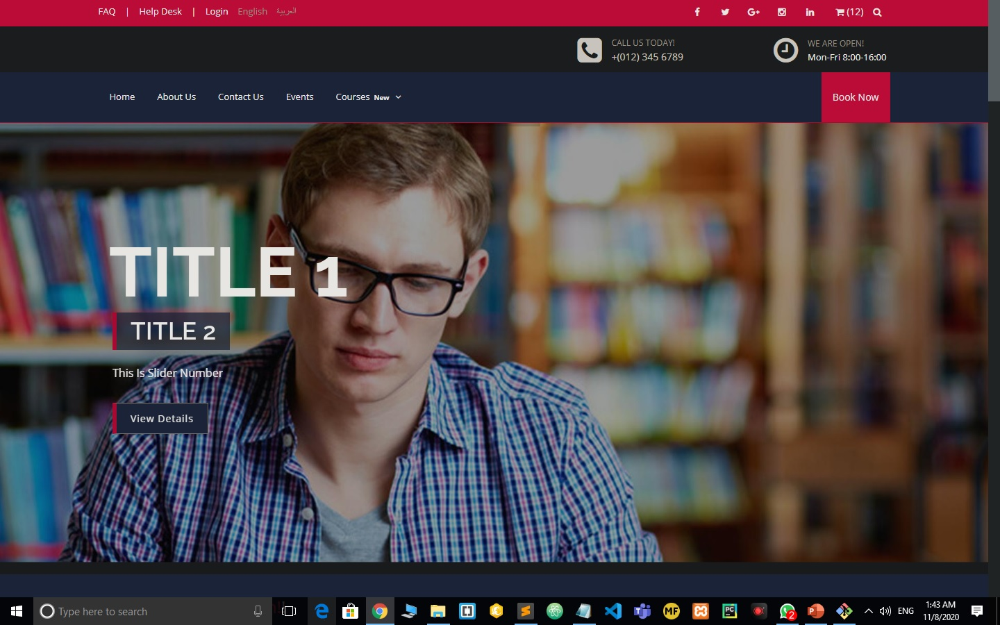 FAQ | Help Desk | Login English العربية (12)
CALL US TODAY!
+(012) 345 6789
WE ARE OPEN!
Mon-Fri 8:00-16:00
Home About Us Contact Us Events Courses New Book Now
TITLE 1
TITLE 2
This Is Slider Number
View Details
Type here to search
MF
PC
2
ENG
1:43 AM
11/8/2020